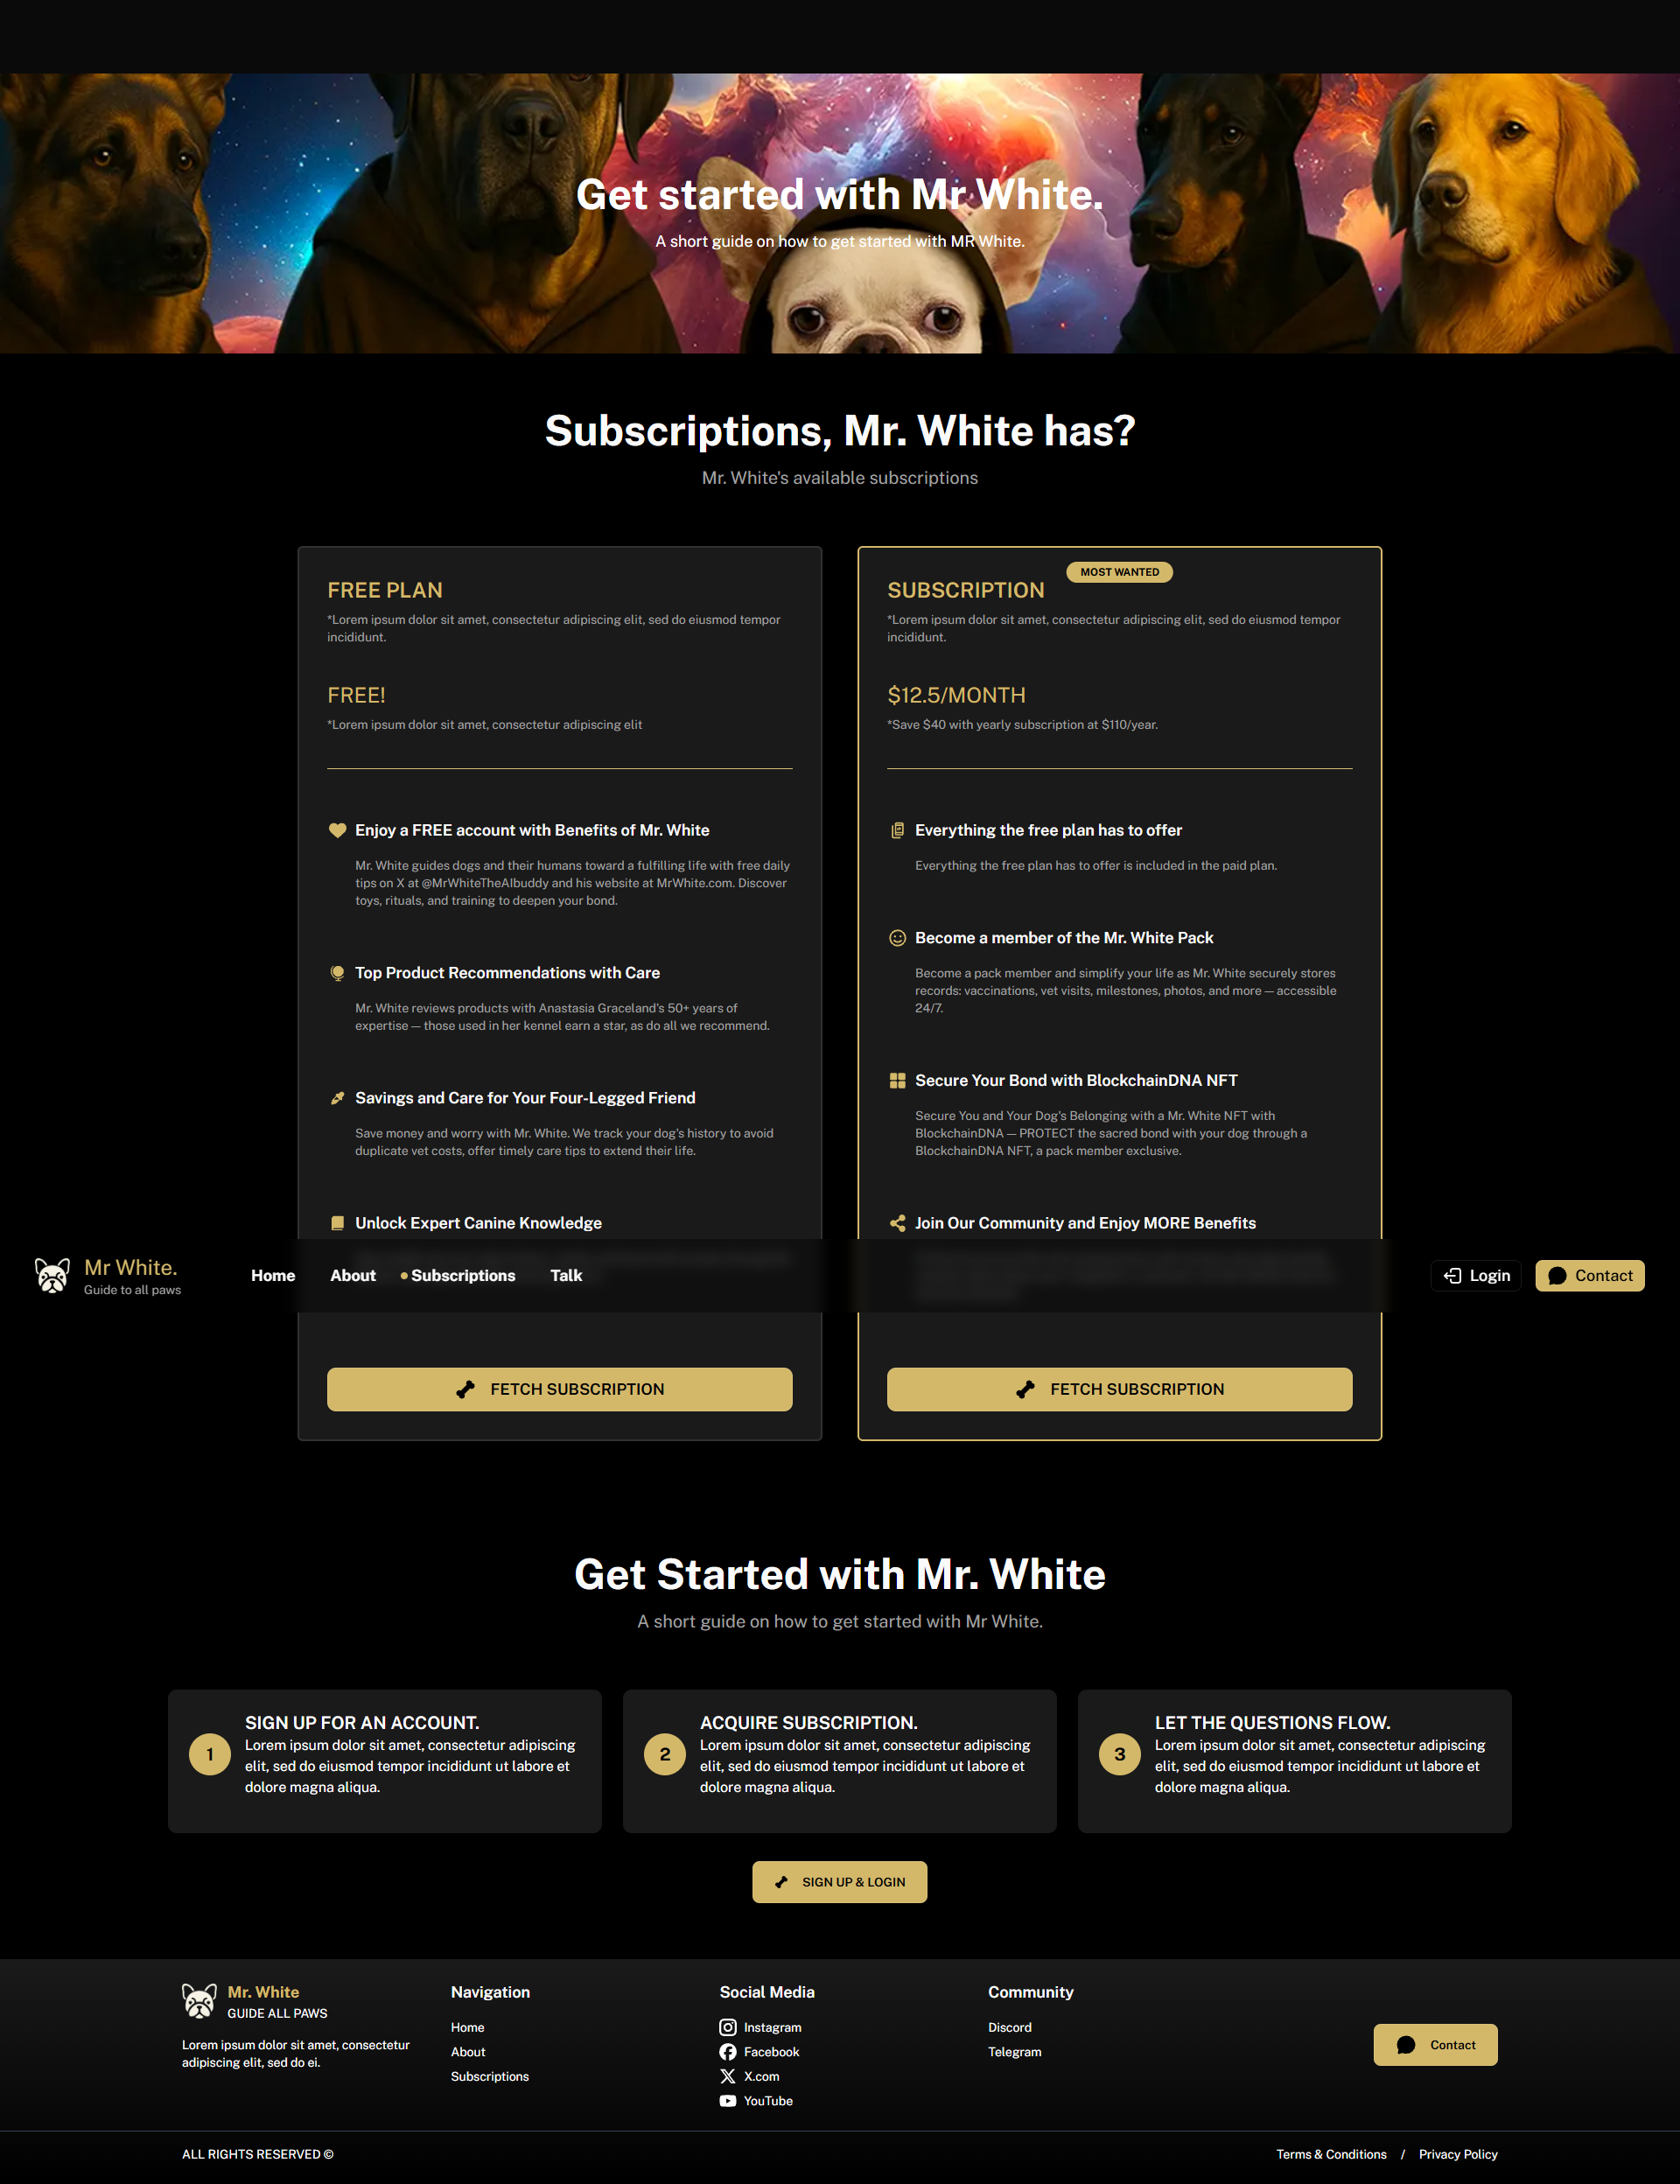 Get started with Mr White.
A short guide on how to get started with MR White.
Subscriptions, Mr. White has?
Mr. White's available subscriptions
FREE PLAN
*Lorem ipsum dolor sit amet, consectetur adipiscing elit, sed do eiusmod tempor
incididunt.
FREE!
*Lorem ipsum dolor sit amet, consectetur adipiscing elit
Enjoy a FREE account with Benefits of Mr. White
Mr. White guides dogs and their humans toward a fulfilling life with free daily
tips on X at @MrWhiteTheAIbuddy and his website at MrWhite.com. Discover
toys, rituals, and training to deepen your bond.
Top Product Recommendations with Care
Mr. White reviews products with Anastasia Graceland's 50+ years of
expertise — those used in her kennel earn a star, as do all we recommend.
Savings and Care for Your Four-Legged Friend
Save money and worry with Mr. White. We track your dog's history to avoid
duplicate vet costs, offer timely care tips to extend their life.
Unlock Expert Canine Knowledge
FETCH SUBSCRIPTION
MOST WANTED
SUBSCRIPTION
*Lorem ipsum dolor sit amet, consectetur adipiscing elit, sed do eiusmod tempor
incididunt.
$12.5/MONTH
*Save $40 with yearly subscription at $110/year.
Everything the free plan has to offer
Everything the free plan has to offer is included in the paid plan.
Become a member of the Mr. White Pack
Become a pack member and simplify your life as Mr. White securely stores
records: vaccinations, vet visits, milestones, photos, and more — accessible
24/7.
Secure Your Bond with BlockchainDNA NFT
Secure You and Your Dog's Belonging with a Mr. White NFT with
BlockchainDNA — PROTECT the sacred bond with your dog through a
BlockchainDNA NFT, a pack member exclusive.
Join Our Community and Enjoy MORE Benefits
FETCH SUBSCRIPTION
Mr White.
Guide to all paws
Home
About
Subscriptions
Talk
Login
Contact
Get Started with Mr. White
A short guide on how to get started with Mr White.
1
SIGN UP FOR AN ACCOUNT.
Lorem ipsum dolor sit amet, consectetur adipiscing
elit, sed do eiusmod tempor incididunt ut labore et
dolore magna aliqua.
2
ACQUIRE SUBSCRIPTION.
Lorem ipsum dolor sit amet, consectetur adipiscing
elit, sed do eiusmod tempor incididunt ut labore et
dolore magna aliqua.
3
LET THE QUESTIONS FLOW.
Lorem ipsum dolor sit amet, consectetur adipiscing
elit, sed do eiusmod tempor incididunt ut labore et
dolore magna aliqua.
SIGN UP & LOGIN
Mr. White
GUIDE ALL PAWS
Lorem ipsum dolor sit amet, consectetur
adipiscing elit, sed do ei.
Navigation
Home
About
Subscriptions
Social Media
Instagram
Facebook
X.com
YouTube
Community
Discord
Telegram
Contact
ALL RIGHTS RESERVED ©
Terms & Conditions / Privacy Policy